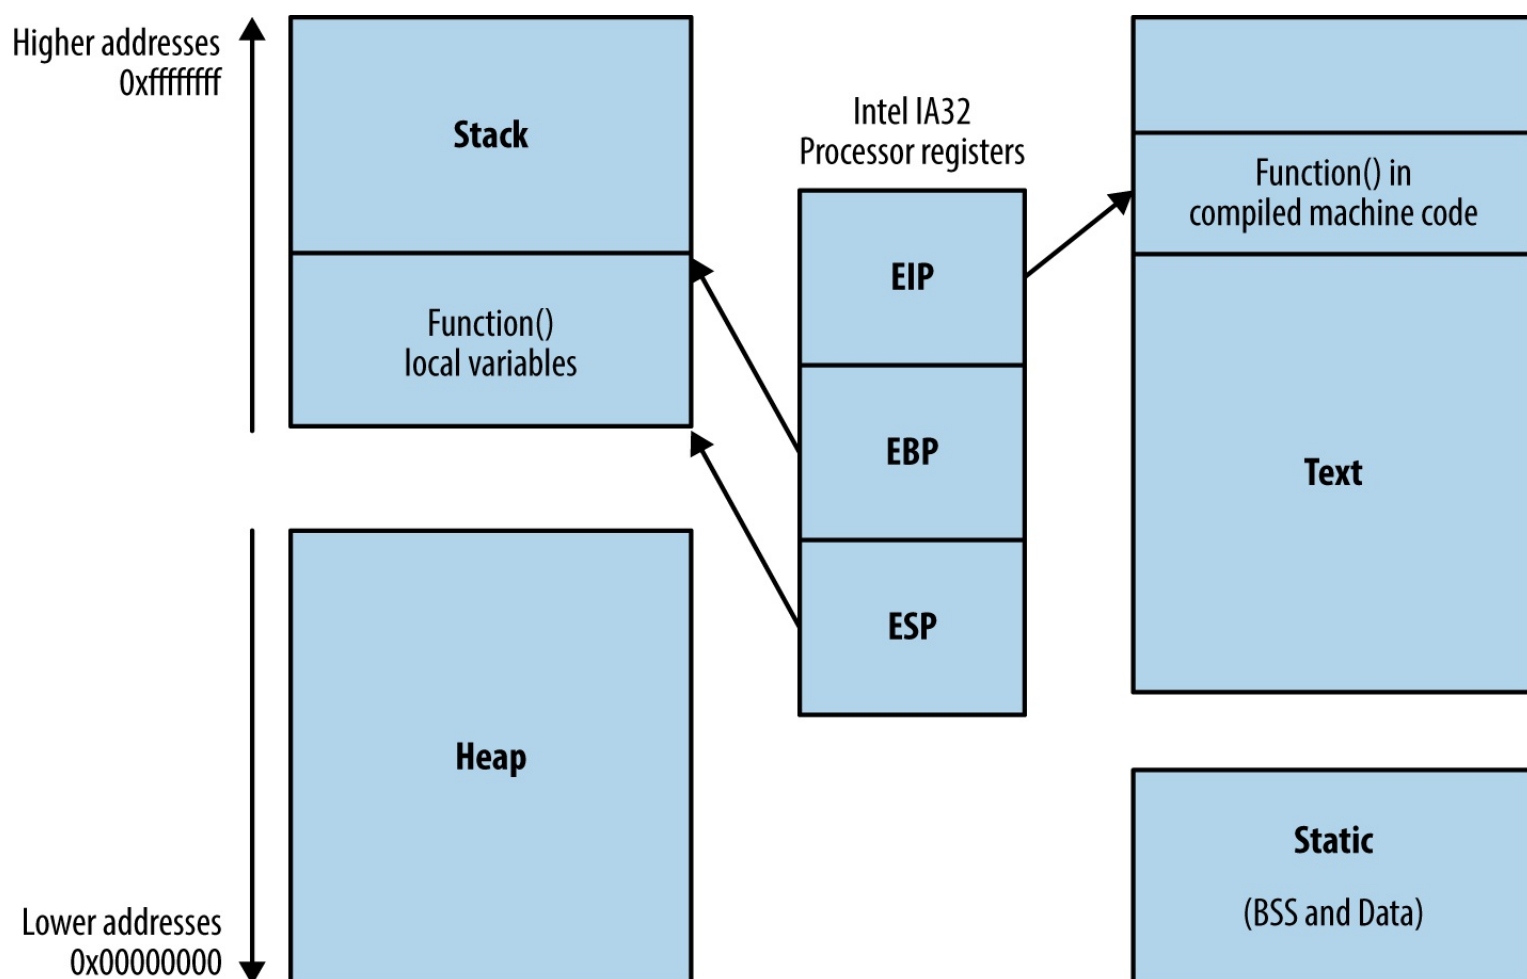 Higher addresses
0xffffffff
Stack
Function()
local variables
Intel IA32
Processor registers
EIP
EBP
ESP
Function() in
compiled machine code
Text
Heap
Static
(BSS and Data)
Lower addresses
0x00000000